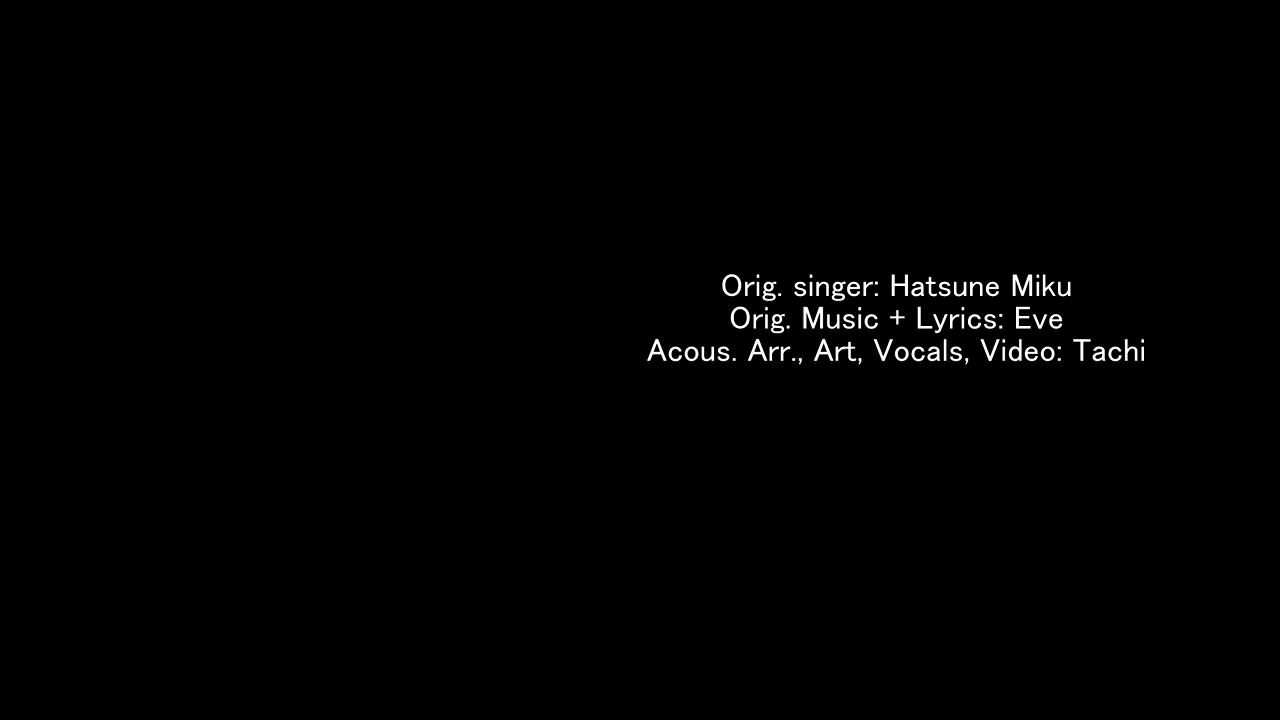 Orig. singer: Hatsune Miku
Orig. Music + Lyrics: Eve
Acous. Arr., Art, Vocals, Video: Tachi